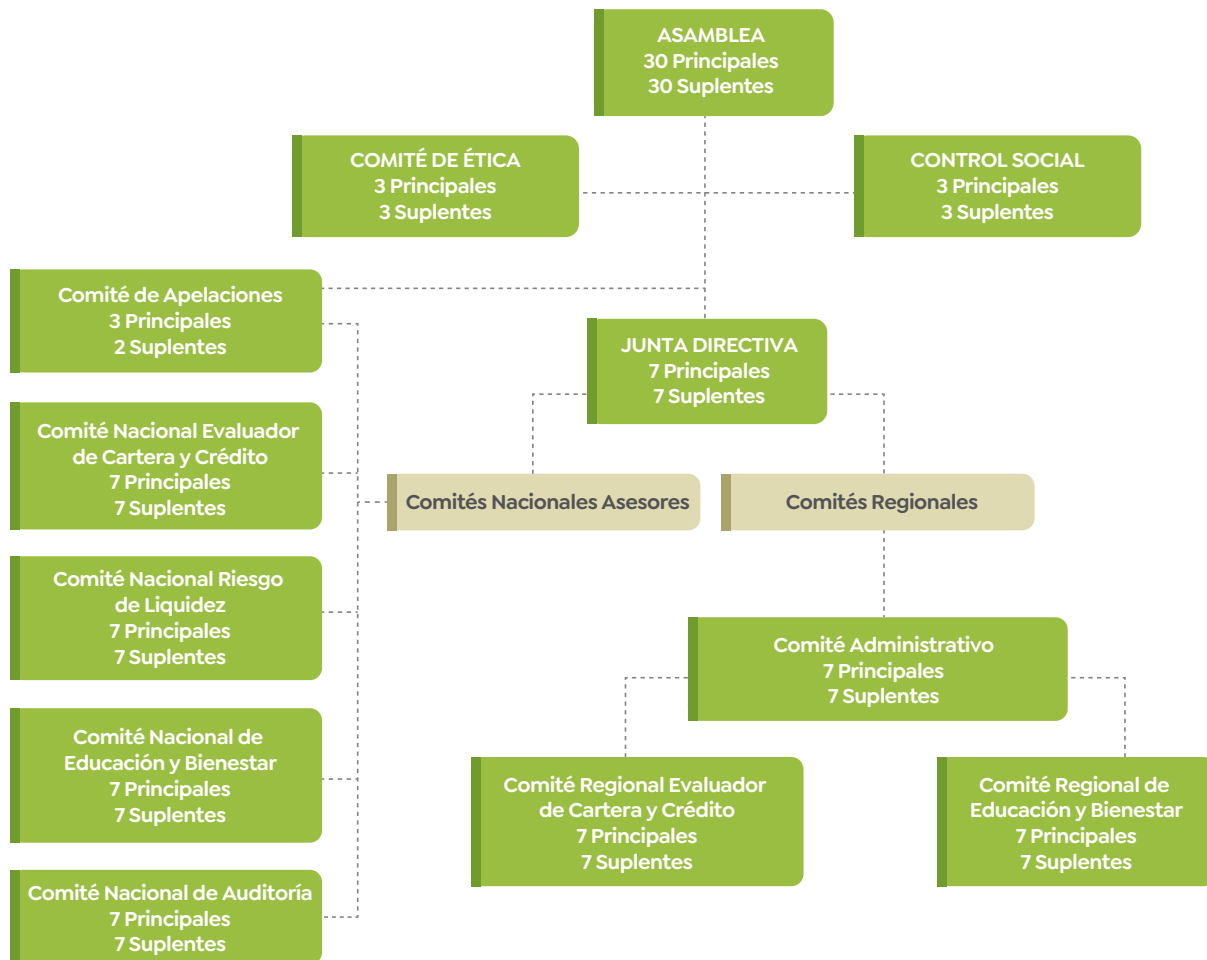 ASAMBLEA
30 Principales
30 Suplentes
COMITÉ DE ÉTICA
3 Principales
3 Suplentes
CONTROL SOCIAL
3 Principales
3 Suplentes
Comité de Apelaciones
3 Principales
2 Suplentes
JUNTA DIRECTIVA
7 Principales
7 Suplentes
Comité Nacional Evaluador
de Cartera y Crédito
7 Principales
7 Suplentes
Comités Nacionales Asesores
Comités Regionales
Comité Nacional Riesgo
de Liquidez
7 Principales
7 Suplentes
Comité Administrativo
7 Principales
7 Suplentes
Comité Nacional de
Educación y Bienestar
7 Principales
7 Suplentes
Comité Regional Evaluador
de Cartera y Crédito
7 Principales
7 Suplentes
Comité Regional de
Educación y Bienestar
7 Principales
7 Suplentes
Comité Nacional de Auditoría
7 Principales
7 Suplentes